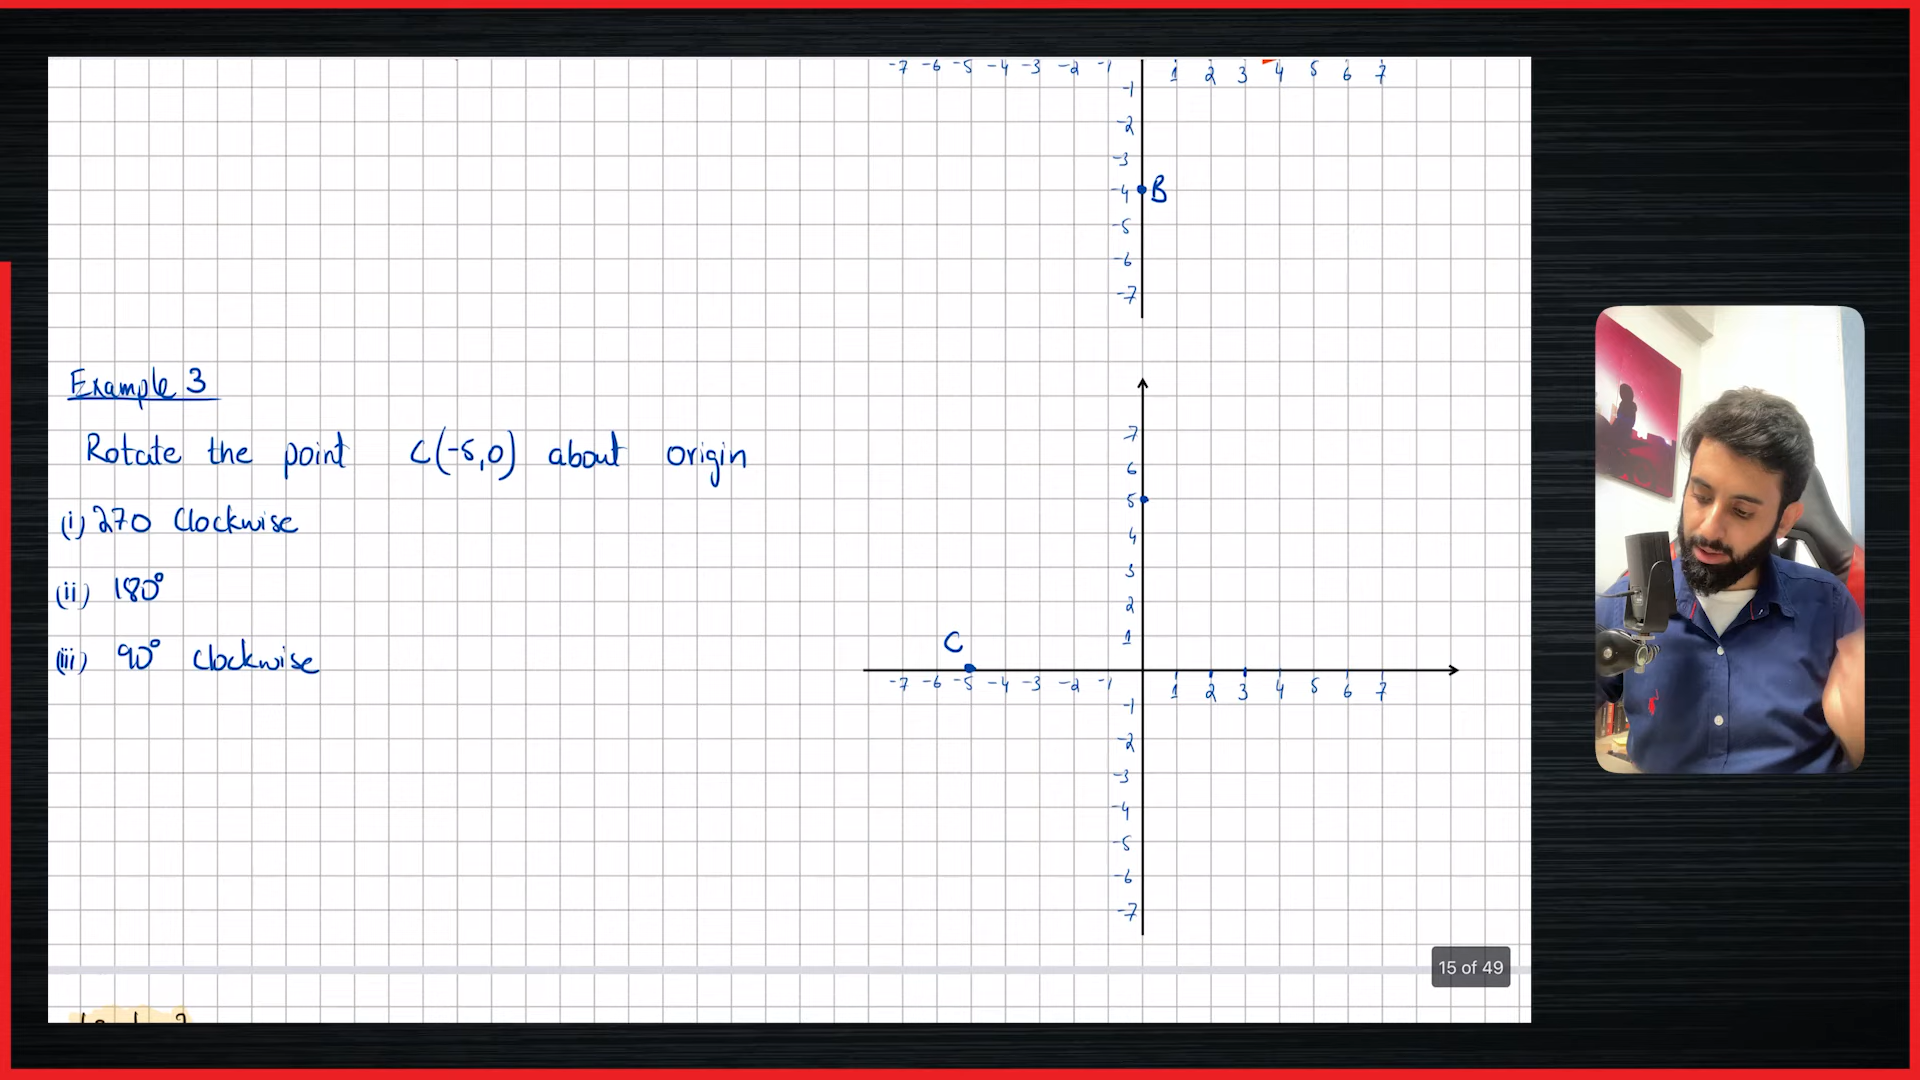 -7 -6 -5 -4 -3 -2 -1 1 2 3 4 5 6 7
-1
-2
-3
-4 B
-5
-6
-7
Example 3
Rotate the point C(-5,0) about origin
(i) 270 Clockwise
(ii) 180°
(iii) 90° clockwise
7
6
5
4
3
2
1
C
-7 -6 -5 -4 -3 -2 -1 1 2 3 4 5 6 7
-1
-2
-3
-4
-5
-6
-7
15 of 49